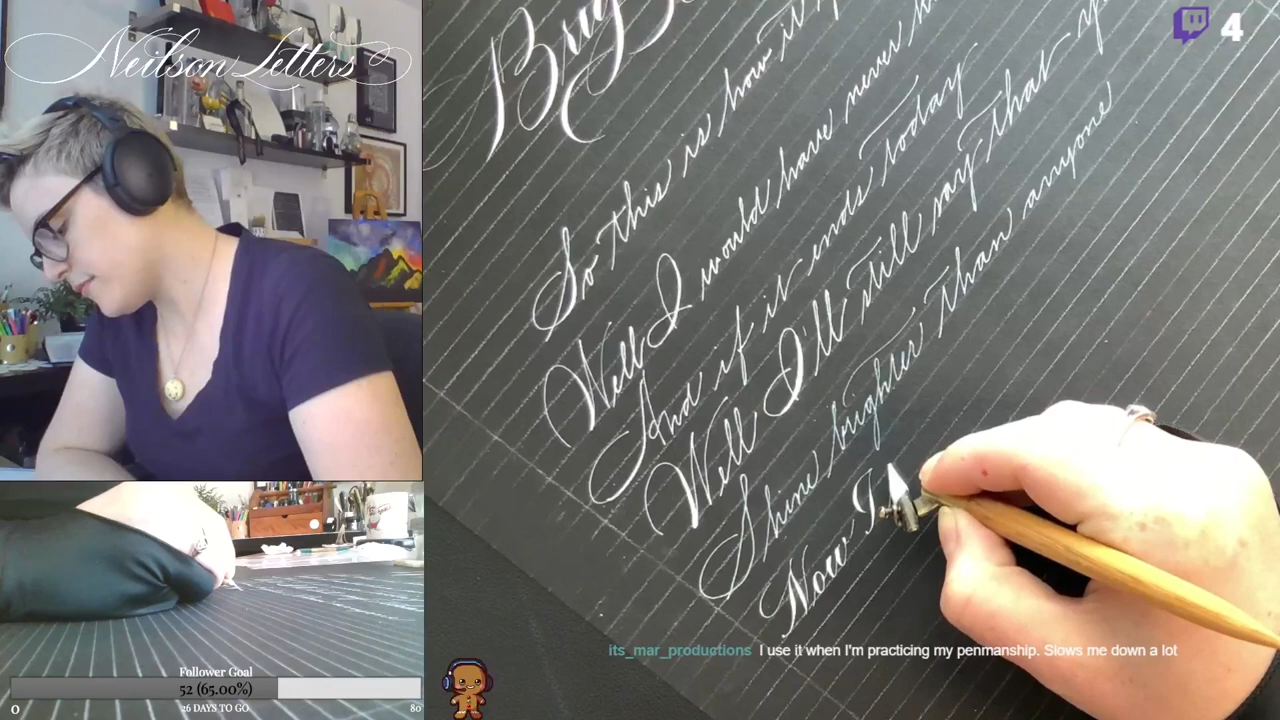 Neilson Letters
4
So this is how it
Well I would have never
And if it ends today
Well I'll still say that
Shine brighter than anyone
Now I
its_mar_productions I use it when I'm practicing my penmanship. Slows me down a lot
Follower Goal
52 (65.00%)
0 26 DAYS TO GO 80